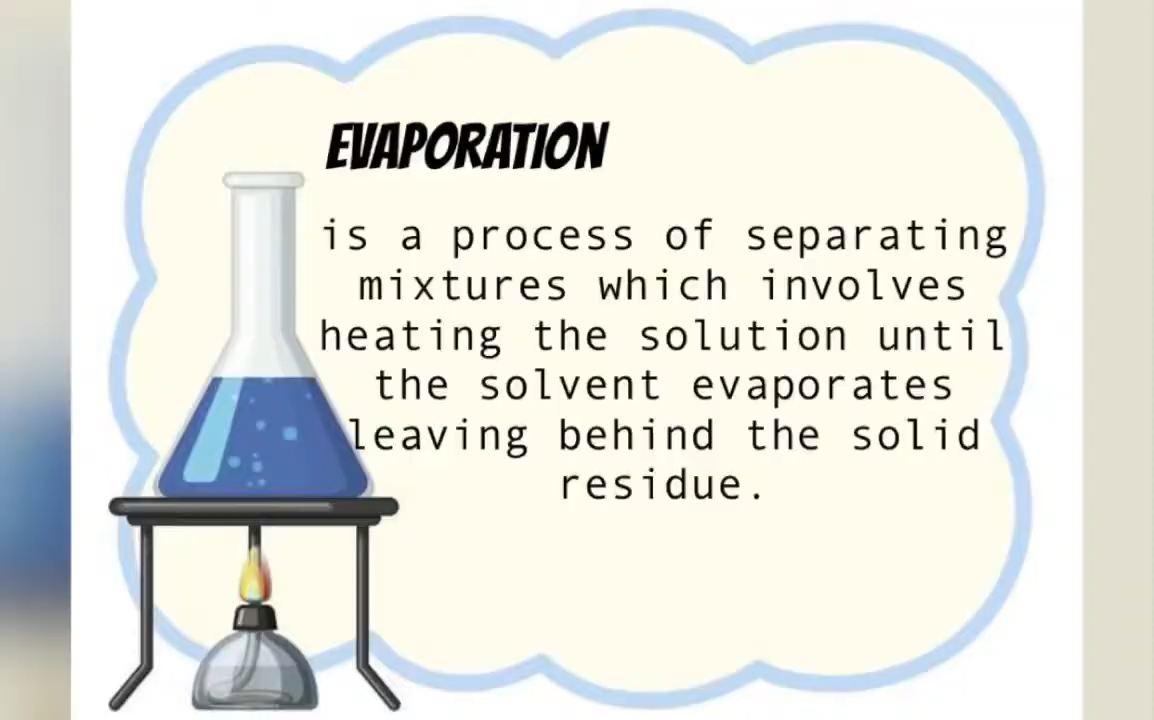 EVAPORATION
is a process of separating
mixtures which involves
heating the solution until
the solvent evaporates
leaving behind the solid
residue.